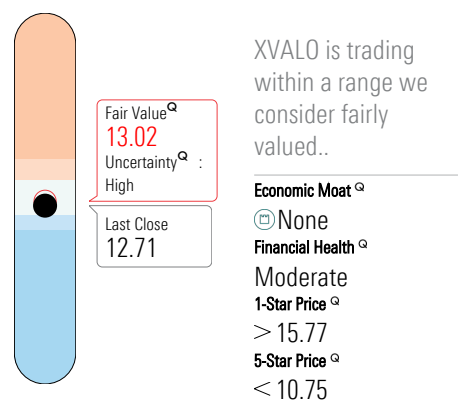 Fair Value Q
13.02
Uncertainty Q :
High
Last Close
12.71
XVALO is trading
within a range we
consider fairly
valued..
Economic Moat Q
None
Financial Health Q
Moderate
1-Star Price Q
> 15.77
5-Star Price Q
< 10.75